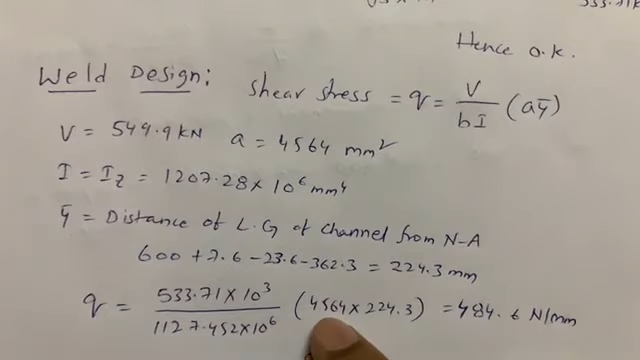 Hence o.k.
Weld Design: Shear stress = q = V/bI (aȳ)
V = 549.9 kN a = 4564 mm²
I = Iz = 1207.28 × 10⁶ mm⁴
ȳ = Distance of L.G of channel from N-A
600 + 7.6 - 23.6 - 362.3 = 224.3 mm
q = 533.71 × 10³ / 1127.452 × 10⁶ (4564 × 224.3) = 484.6 N/mm